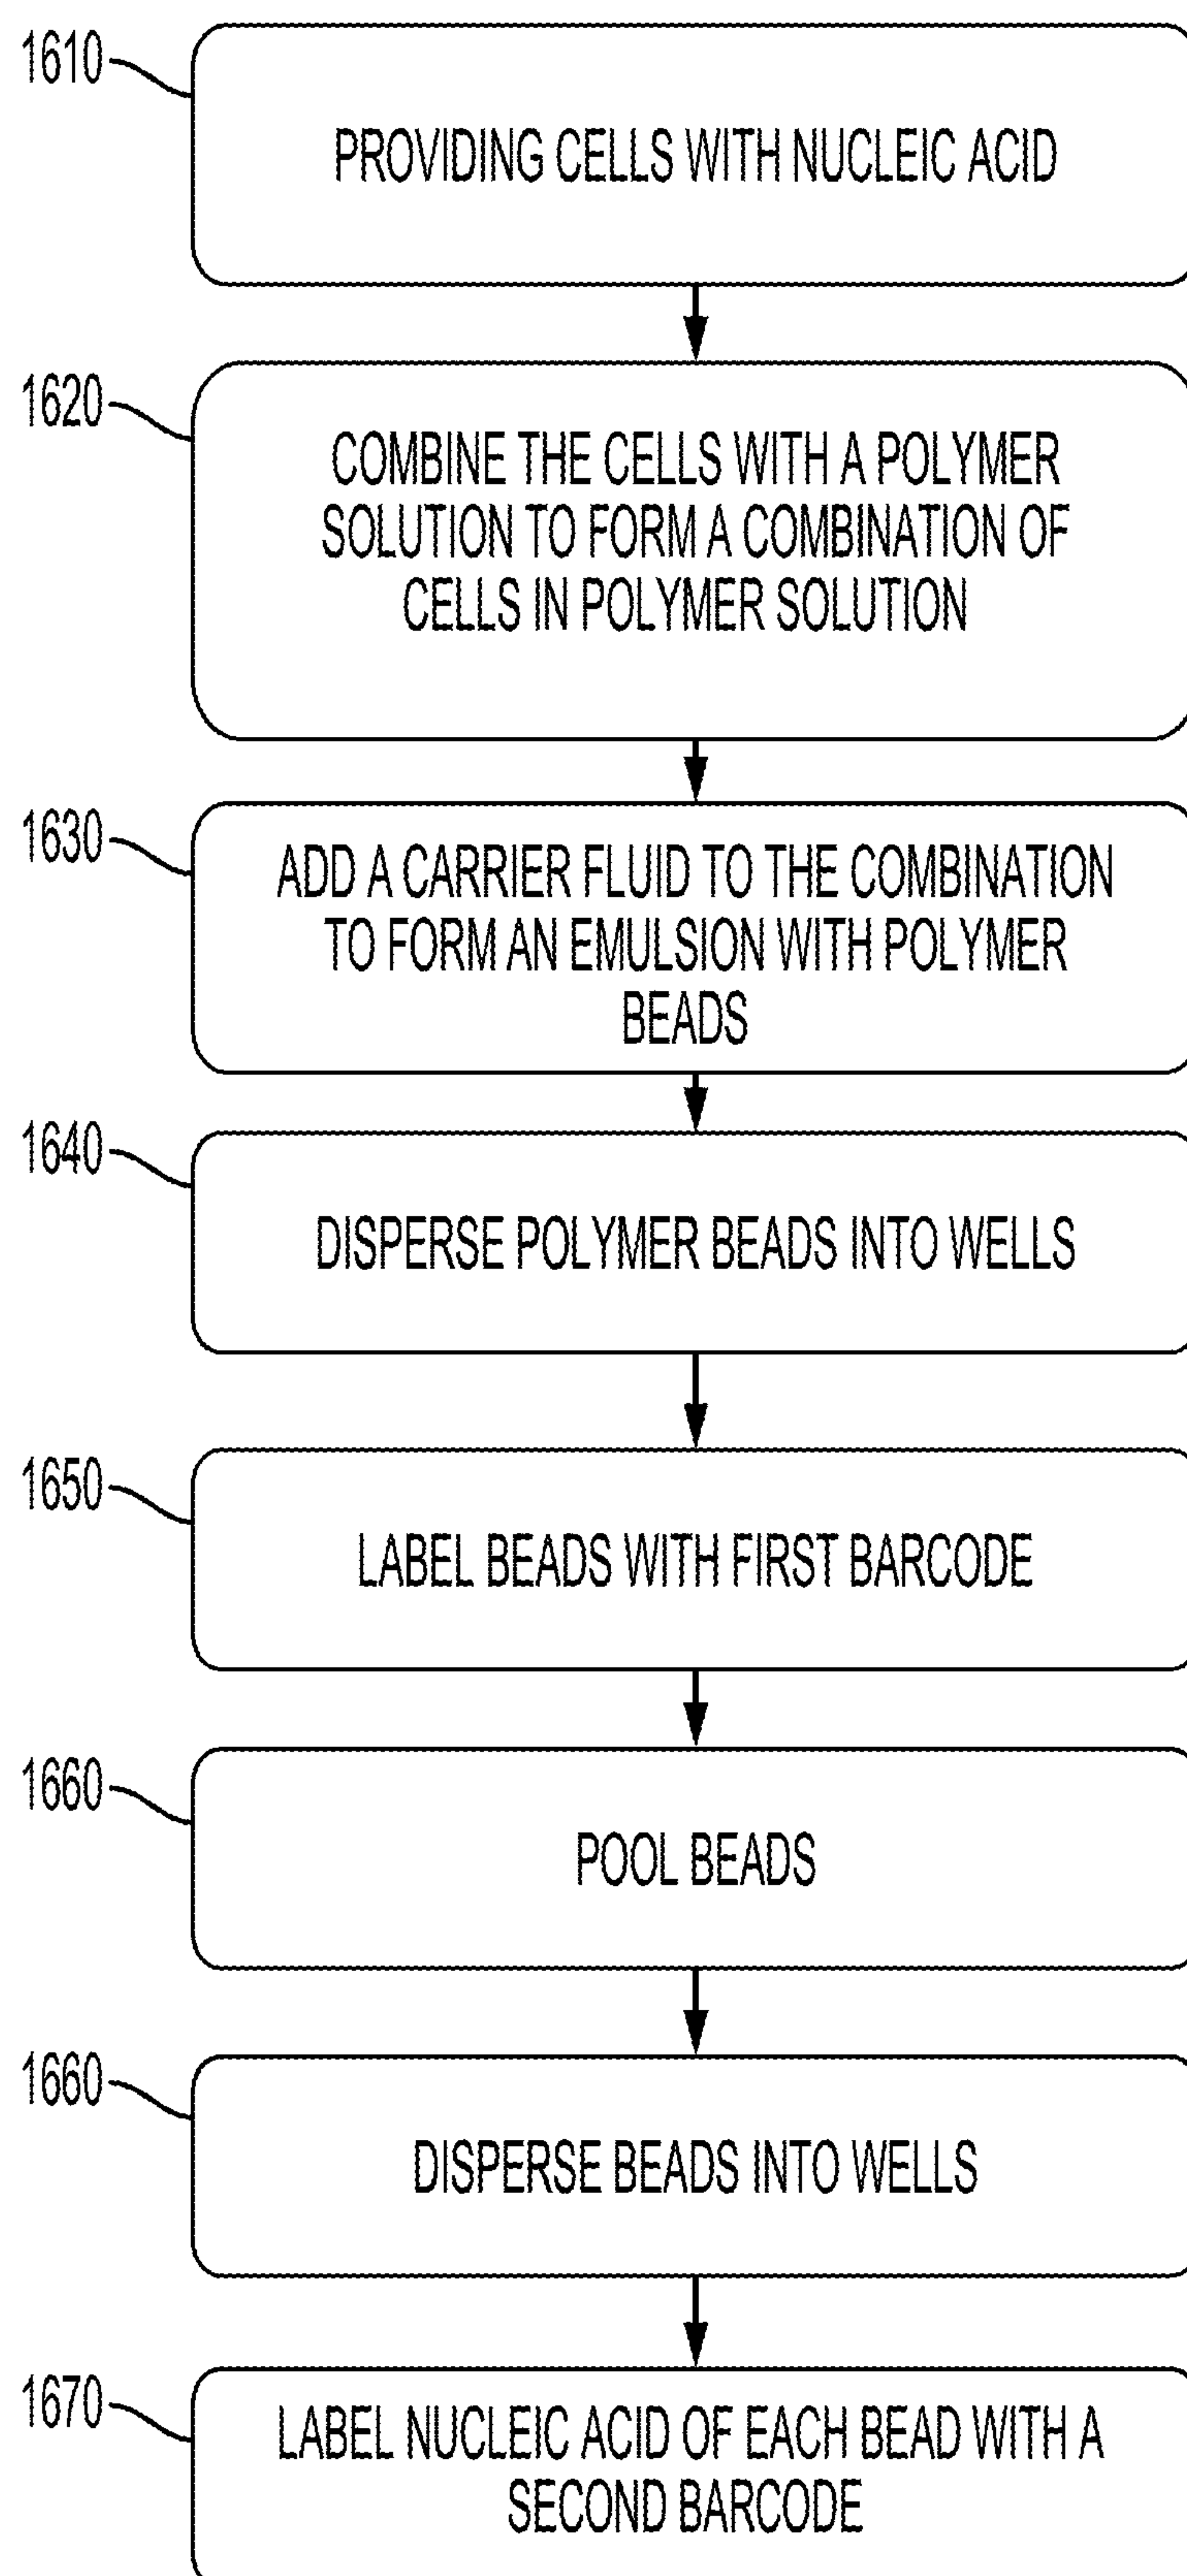 1610
PROVIDING CELLS WITH NUCLEIC ACID
1620
COMBINE THE CELLS WITH A POLYMER
SOLUTION TO FORM A COMBINATION OF
CELLS IN POLYMER SOLUTION
1630
ADD A CARRIER FLUID TO THE COMBINATION
TO FORM AN EMULSION WITH POLYMER
BEADS
1640
DISPERSE POLYMER BEADS INTO WELLS
1650
LABEL BEADS WITH FIRST BARCODE
1660
POOL BEADS
1660
DISPERSE BEADS INTO WELLS
1670
LABEL NUCLEIC ACID OF EACH BEAD WITH A
SECOND BARCODE